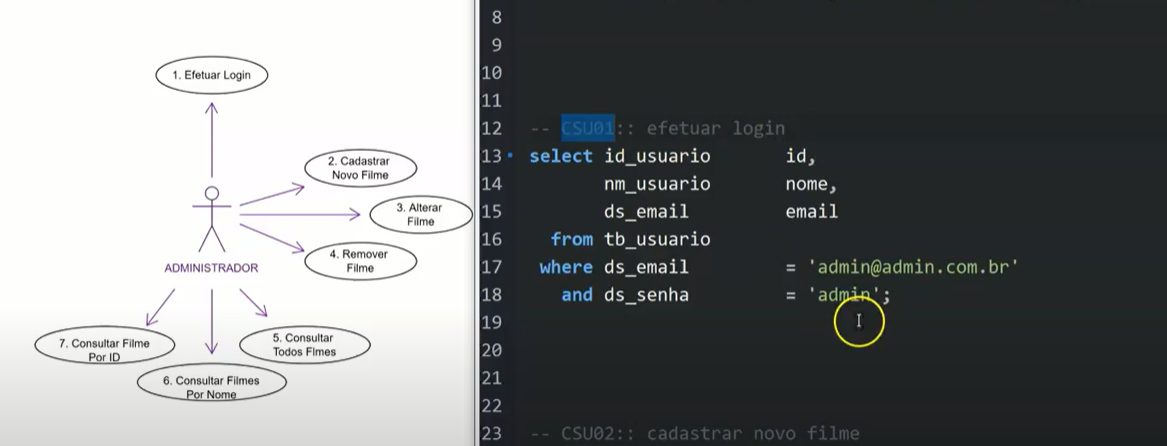 1. Efetuar Login
2. Cadastrar
Novo Filme
3. Alterar
Filme
4. Remover
Filme
ADMINISTRADOR
7. Consultar Filme
Por ID
5. Consultar
Todos FImes
6. Consultar Filmes
Por Nome
8
9
10
11
12 -- CSU01:: efetuar login
13 select id_usuario id,
14 nm_usuario nome,
15 ds_email email
16 from tb_usuario
17 where ds_email = 'admin@admin.com.br'
18 and ds_senha = 'admin';
19
20
21
22
23 -- CSU02:: cadastrar novo filme